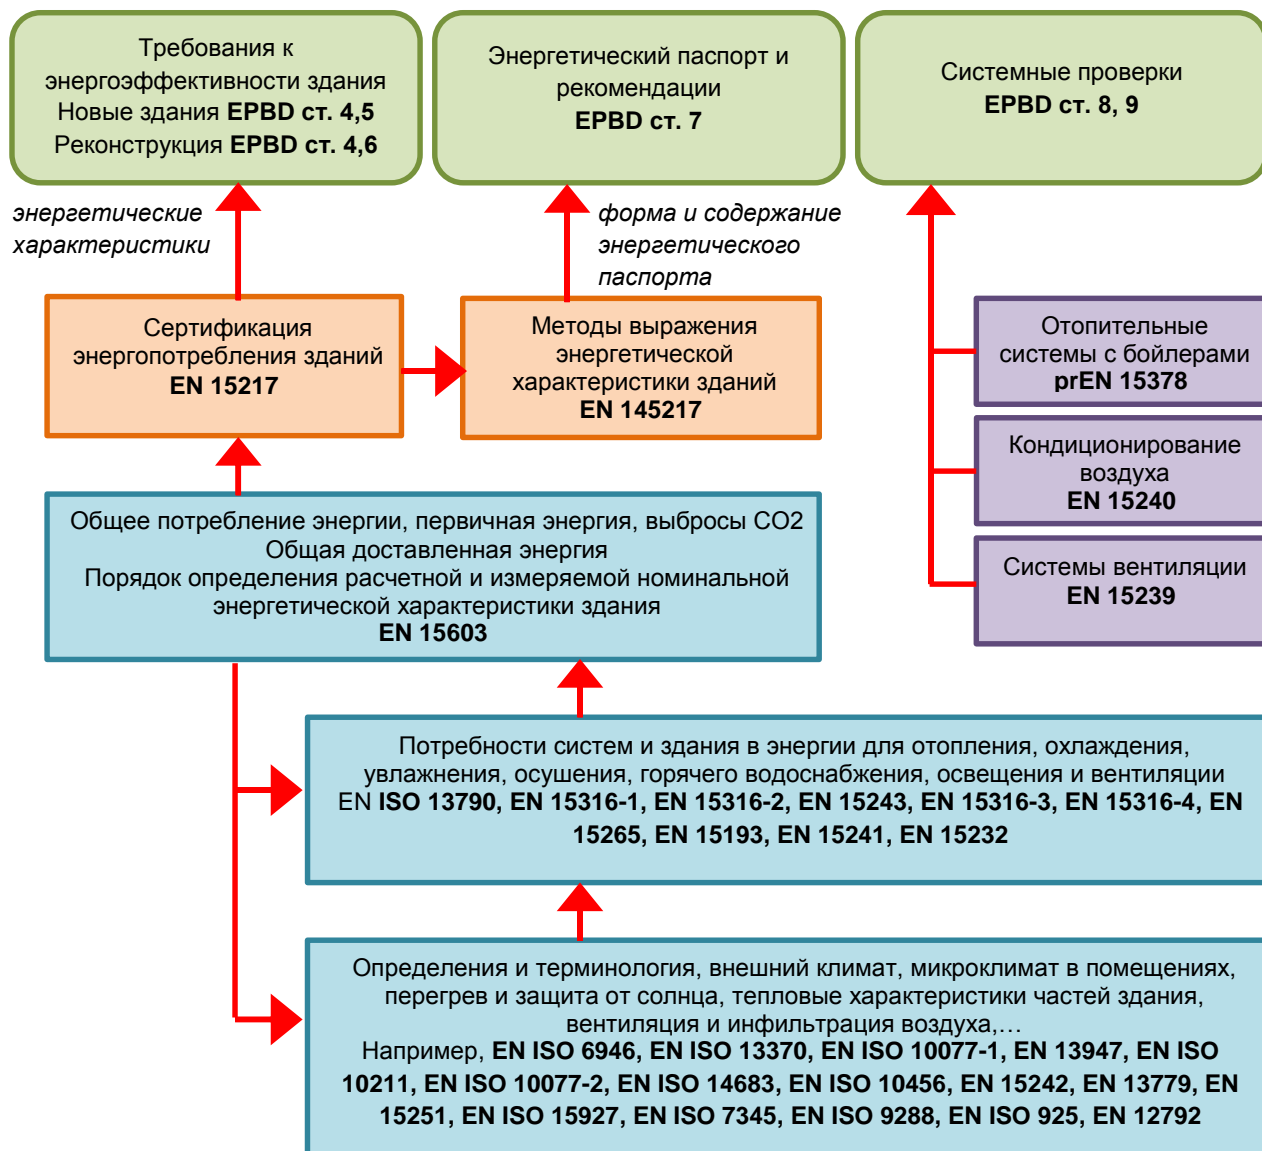 Требования к
энергоэффективности здания
Новые здания EPBD ст. 4,5
Реконструкция EPBD ст. 4,6
Энергетический паспорт и
рекомендации
EPBD ст. 7
Системные проверки
EPBD ст. 8, 9
энергетические
характеристики
форма и содержание
энергетического
паспорта
Сертификация
энергопотребления зданий
EN 15217
Методы выражения
энергетической
характеристики зданий
EN 145217
Отопительные
системы с бойлерами
prEN 15378
Кондиционирование
воздуха
EN 15240
Системы вентиляции
EN 15239
Общее потребление энергии, первичная энергия, выбросы СО2
Общая доставленная энергия
Порядок определения расчетной и измеряемой номинальной
энергетической характеристики здания
EN 15603
Потребности систем и здания в энергии для отопления, охлаждения,
увлажнения, осушения, горячего водоснабжения, освещения и вентиляции
EN ISO 13790, EN 15316-1, EN 15316-2, EN 15243, EN 15316-3, EN 15316-4, EN
15265, EN 15193, EN 15241, EN 15232
Определения и терминология, внешний климат, микроклимат в помещениях,
перегрев и защита от солнца, тепловые характеристики частей здания,
вентиляция и инфильтрация воздуха,…
Например, EN ISO 6946, EN ISO 13370, EN ISO 10077-1, EN 13947, EN ISO
10211, EN ISO 10077-2, EN ISO 14683, EN ISO 10456, EN 15242, EN 13779, EN
15251, EN ISO 15927, EN ISO 7345, EN ISO 9288, EN ISO 925, EN 12792